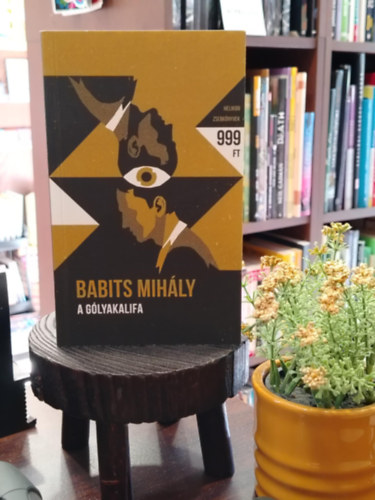 HELIKON
ZSEBKÖNYVEK
999
FT
BABITS MIHÁLY
A GÓLYAKALIFA